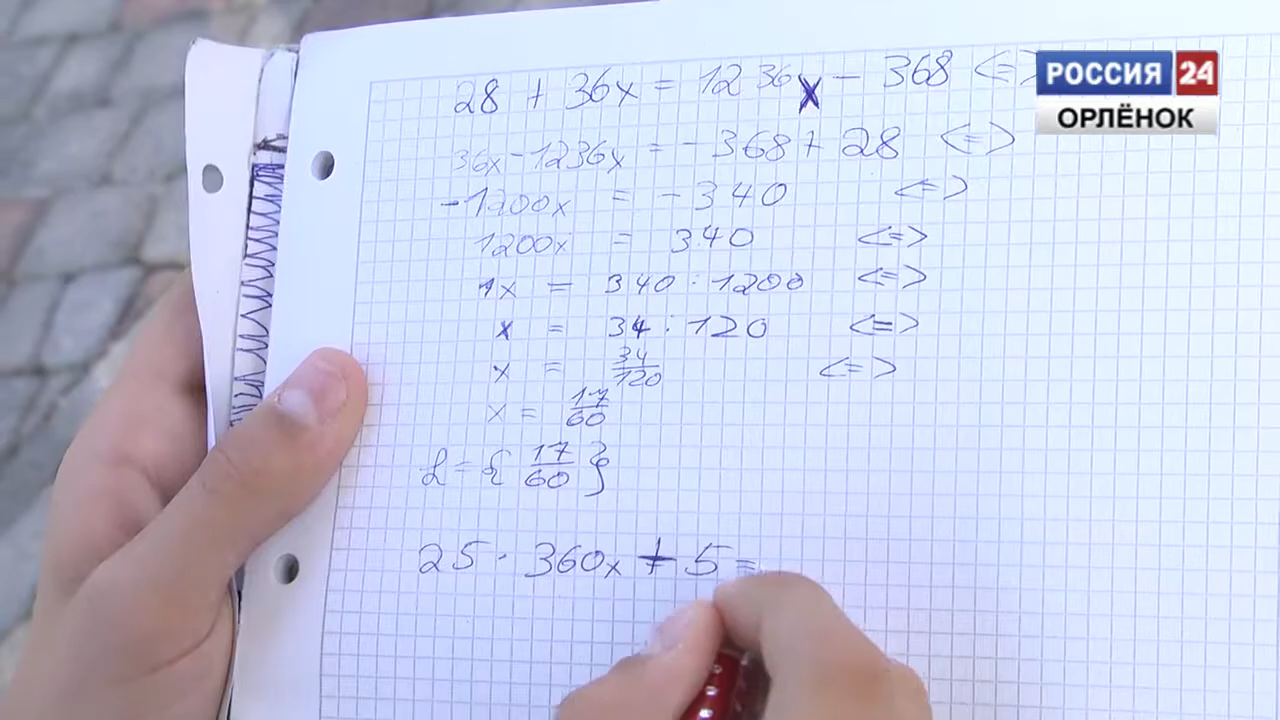 28 + 36x = 1236x - 368 <=>
РОССИЯ 24
ОРЛЁНОК
36x - 1236x = - 368 + 28 <=>
-1200x = - 340 <=>
1200x = 340 <=>
1x = 340 : 1200 <=>
x = 34 : 120 <=>
x = 34/120 <=>
x = 17/60
L = { 17/60 }
25 · 360x + 5 =